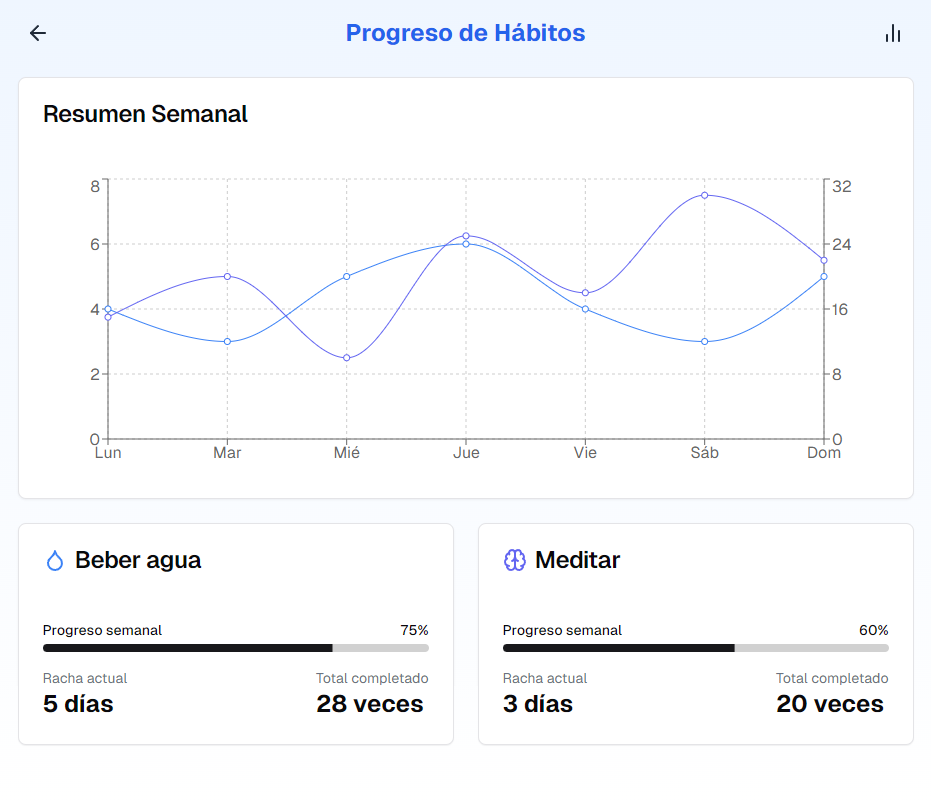 Progreso de Hábitos
Resumen Semanal
8 32
6 24
4 16
2 8
0 0
Lun Mar Mié Jue Vie Sáb Dom
Beber agua
Progreso semanal 75%
Racha actual Total completado
5 días 28 veces
Meditar
Progreso semanal 60%
Racha actual Total completado
3 días 20 veces